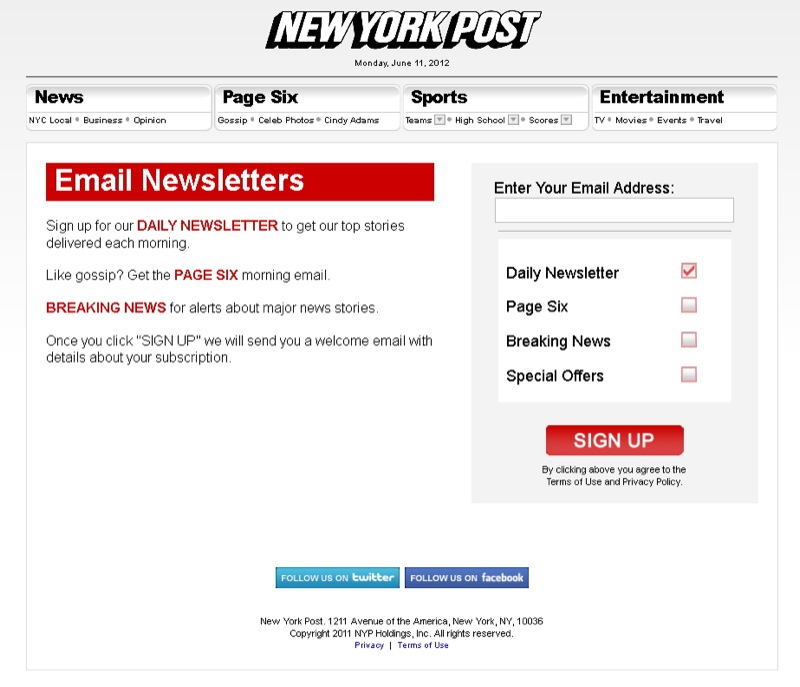 NEW YORK POST
Monday, June 11, 2012
News
Page Six
Sports
Entertainment
NYC Local • Business • Opinion
Gossip • Celeb Photos • Cindy Adams
Teams • High School • Scores
TV • Movies • Events • Travel
Email Newsletters
Sign up for our DAILY NEWSLETTER to get our top stories
delivered each morning.
Like gossip? Get the PAGE SIX morning email.
BREAKING NEWS for alerts about major news stories.
Once you click "SIGN UP" we will send you a welcome email with
details about your subscription.
Enter Your Email Address:
Daily Newsletter
Page Six
Breaking News
Special Offers
SIGN UP
By clicking above you agree to the
Terms of Use and Privacy Policy.
FOLLOW US ON twitter
FOLLOW US ON facebook
New York Post. 1211 Avenue of the America, New York, NY, 10036
Copyright 2011 NYP Holdings, Inc. All rights reserved.
Privacy | Terms of Use